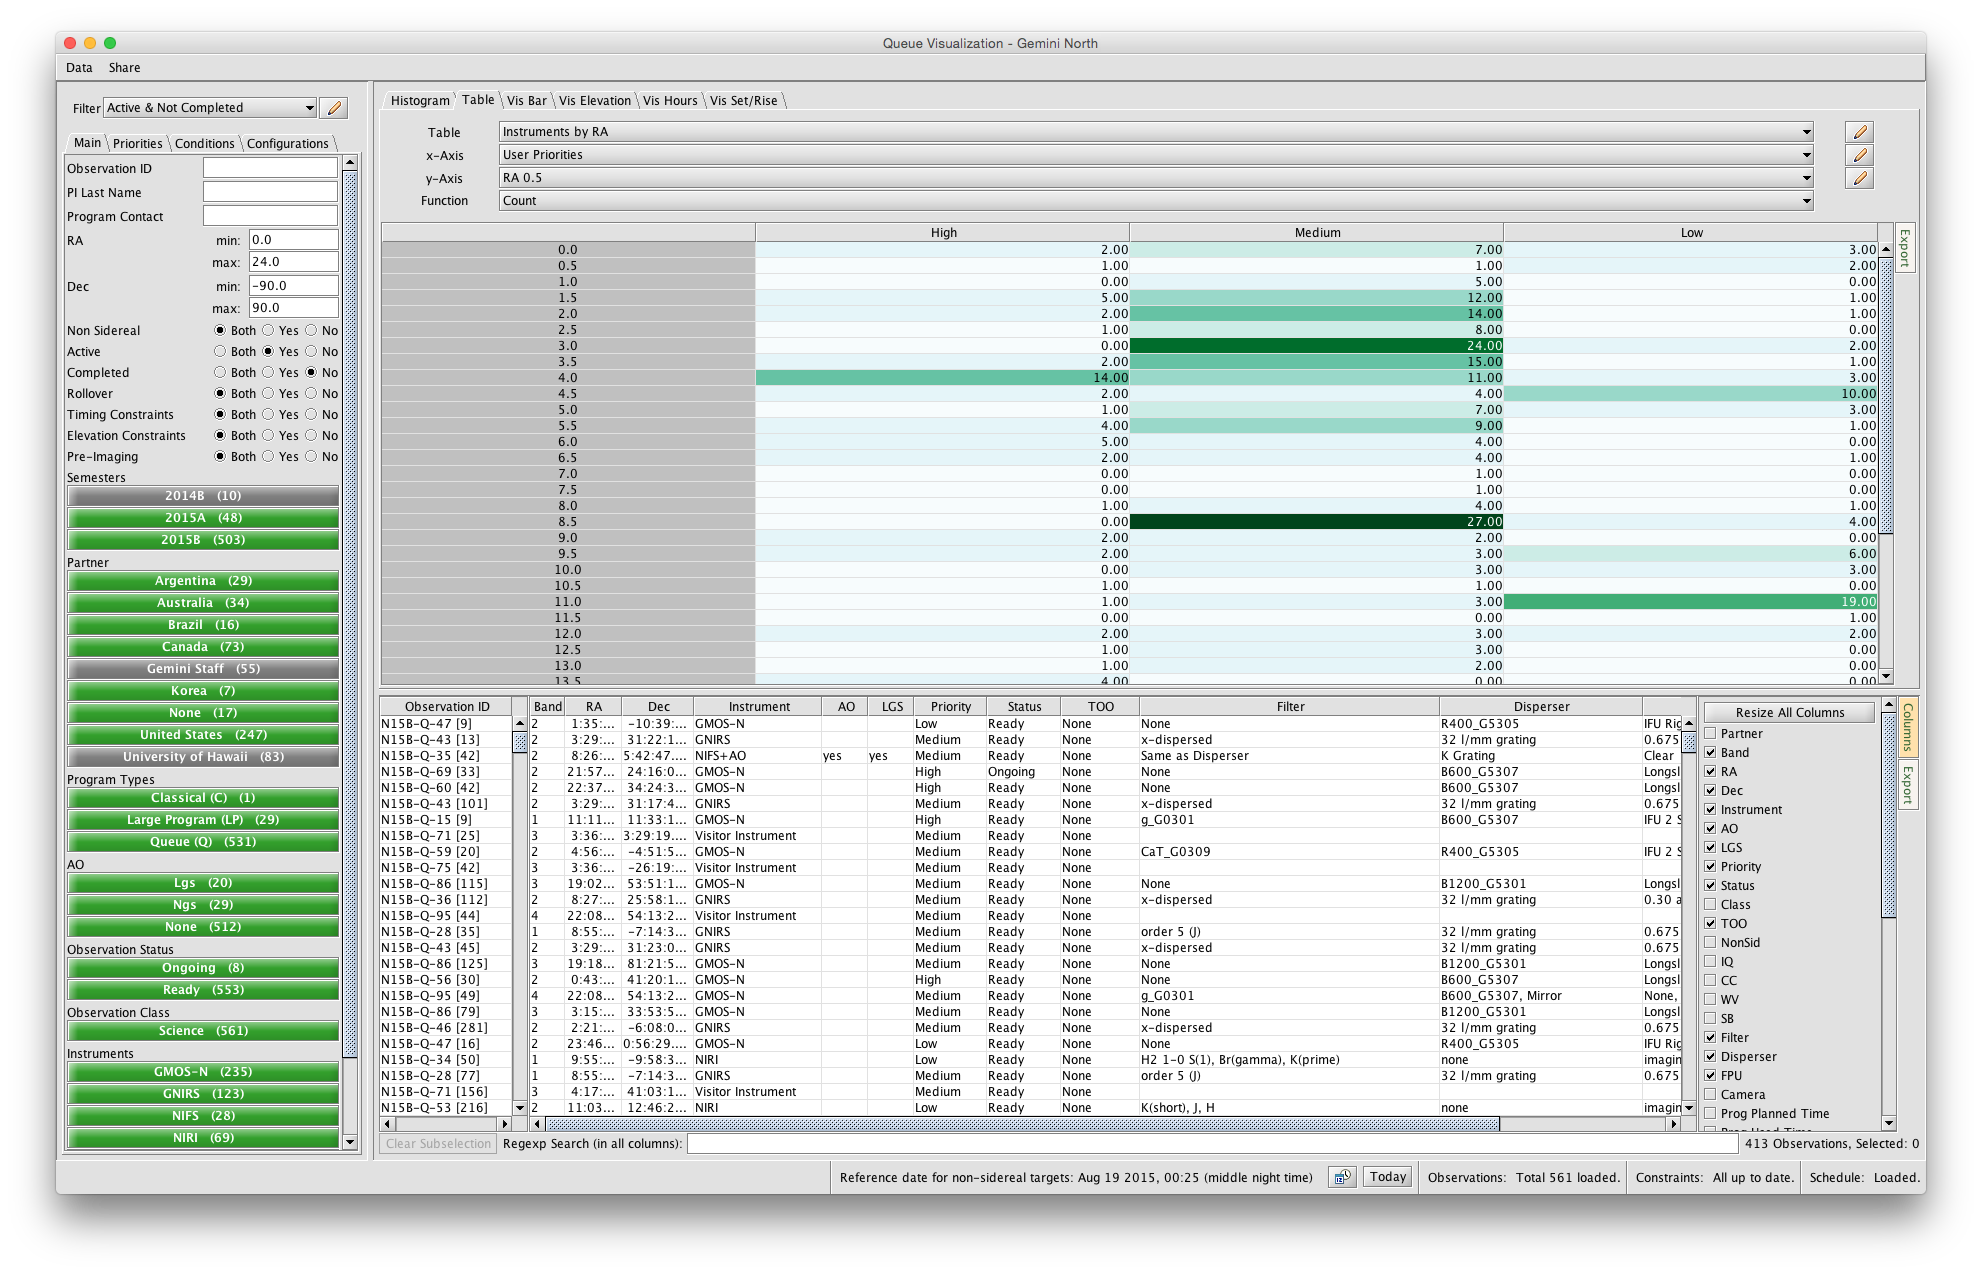 Queue Visualization - Gemini North
Data Share
Filter Active & Not Completed
Main Priorities Conditions Configurations
Observation ID
PI Last Name
Program Contact
RA min: 0.0
max: 24.0
Dec min: -90.0
max: 90.0
Non Sidereal Both Yes No
Active Both Yes No
Completed Both Yes No
Rollover Both Yes No
Timing Constraints Both Yes No
Elevation Constraints Both Yes No
Pre-Imaging Both Yes No
Semesters
2014B (10)
2015A (48)
2015B (503)
Partner
Argentina (29)
Australia (34)
Brazil (16)
Canada (73)
Gemini Staff (55)
Korea (7)
None (17)
United States (247)
University of Hawaii (83)
Program Types
Classical (C) (1)
Large Program (LP) (29)
Queue (Q) (531)
AO
Lgs (20)
Ngs (29)
None (512)
Observation Status
Ongoing (8)
Ready (553)
Observation Class
Science (561)
Instruments
GMOS-N (235)
GNIRS (123)
NIFS (28)
NIRI (69)
Histogram Table Vis Bar Vis Elevation Vis Hours Vis Set/Rise
Table Instruments by RA
x-Axis User Priorities
y-Axis RA 0.5
Function Count
High Medium Low
0.0 2.00 7.00 3.00
0.5 1.00 1.00 2.00
1.0 0.00 5.00 0.00
1.5 5.00 12.00 1.00
2.0 2.00 14.00 1.00
2.5 1.00 8.00 0.00
3.0 0.00 24.00 2.00
3.5 2.00 15.00 1.00
4.0 14.00 11.00 3.00
4.5 2.00 4.00 10.00
5.0 1.00 7.00 3.00
5.5 4.00 9.00 1.00
6.0 5.00 4.00 0.00
6.5 2.00 4.00 1.00
7.0 0.00 1.00 0.00
7.5 0.00 1.00 0.00
8.0 1.00 4.00 1.00
8.5 0.00 27.00 4.00
9.0 2.00 2.00 0.00
9.5 2.00 3.00 6.00
10.0 0.00 3.00 3.00
10.5 1.00 1.00 0.00
11.0 1.00 3.00 19.00
11.5 0.00 0.00 1.00
12.0 2.00 3.00 2.00
12.5 1.00 3.00 0.00
13.0 1.00 2.00 0.00
13.5 4.00 0.00 0.00
Export
Observation ID Band RA Dec Instrument AO LGS Priority Status TOO Filter Disperser
N15B-Q-47 [9] 2 1:35:... -10:39:... GMOS-N Low Ready None None R400_G5305 IFU Rig
N15B-Q-43 [13] 2 3:29:... 31:22:1... GNIRS Medium Ready None x-dispersed 32 l/mm grating 0.675
N15B-Q-35 [42] 2 8:26:... 5:42:47.... NIFS+AO yes yes Medium Ready None Same as Disperser K Grating Clear
N15B-Q-69 [33] 2 21:57... 24:16:0... GMOS-N High Ongoing None None B600_G5307 Longsl
N15B-Q-60 [42] 2 22:37... 34:24:3... GMOS-N High Ready None None B600_G5307 Longsl
N15B-Q-43 [101] 2 3:29:... 31:17:4... GNIRS Medium Ready None x-dispersed 32 l/mm grating 0.675
N15B-Q-15 [9] 1 11:11... 11:33:1... GMOS-N High Ready None g_G0301 B600_G5307 IFU 2 S
N15B-Q-71 [25] 3 3:36:... 3:29:19.... Visitor Instrument Medium Ready None
N15B-Q-59 [20] 2 4:56:... -4:51:5... GMOS-N Medium Ready None CaT_G0309 R400_G5305 IFU 2 S
N15B-Q-75 [42] 3 3:36:... -26:19:... Visitor Instrument Medium Ready None
N15B-Q-86 [115] 3 19:02... 53:51:1... GMOS-N Medium Ready None None B1200_G5301 Longsl
N15B-Q-36 [112] 2 8:27:... 25:58:1... GNIRS Medium Ready None x-dispersed 32 l/mm grating 0.30 a
N15B-Q-95 [44] 4 22:08... 54:13:2... Visitor Instrument Medium Ready None
N15B-Q-28 [35] 1 8:55:... -7:14:3... GNIRS Medium Ready None order 5 (J) 32 l/mm grating 0.675
N15B-Q-43 [45] 2 3:29:... 31:23:0... GNIRS Medium Ready None x-dispersed 32 l/mm grating 0.675
N15B-Q-86 [125] 3 19:18... 81:21:5... GMOS-N Medium Ready None None B1200_G5301 Longsl
N15B-Q-56 [30] 2 0:43:... 41:20:1... GMOS-N High Ready None None B600_G5307 Longsl
N15B-Q-95 [49] 4 22:08... 54:13:2... GMOS-N Medium Ready None g_G0301 B600_G5307, Mirror None,
N15B-Q-86 [79] 3 3:15:... 33:53:5... GMOS-N Medium Ready None None B1200_G5301 Longsl
N15B-Q-46 [281] 2 2:21:... -6:08:0... GNIRS Medium Ready None x-dispersed 32 l/mm grating 0.675
N15B-Q-47 [16] 2 23:46... 0:56:29.... GMOS-N Low Ready None None R400_G5305 IFU Rig
N15B-Q-34 [50] 1 9:55:... -9:58:3... NIRI Low Ready None H2 1-0 S(1), Br(gamma), K(prime) none imagin
N15B-Q-28 [77] 1 8:55:... -7:14:3... GNIRS Medium Ready None order 5 (J) 32 l/mm grating 0.675
N15B-Q-71 [156] 3 4:17:... 41:03:1... Visitor Instrument Medium Ready None
N15B-Q-53 [216] 2 11:03... 12:46:2... NIRI Low Ready None K(short), J, H none imagin
Resize All Columns
Partner
Band
RA
Dec
Instrument
AO
LGS
Priority
Status
Class
TOO
NonSid
IQ
CC
WV
SB
Filter
Disperser
FPU
Camera
Prog Planned Time
Prog Used Time
Columns
Export
Clear Subselection Regexp Search (in all columns): 413 Observations, Selected: 0
Reference date for non-sidereal targets: Aug 19 2015, 00:25 (middle night time) Today Observations: Total 561 loaded. Constraints: All up to date. Schedule: Loaded.